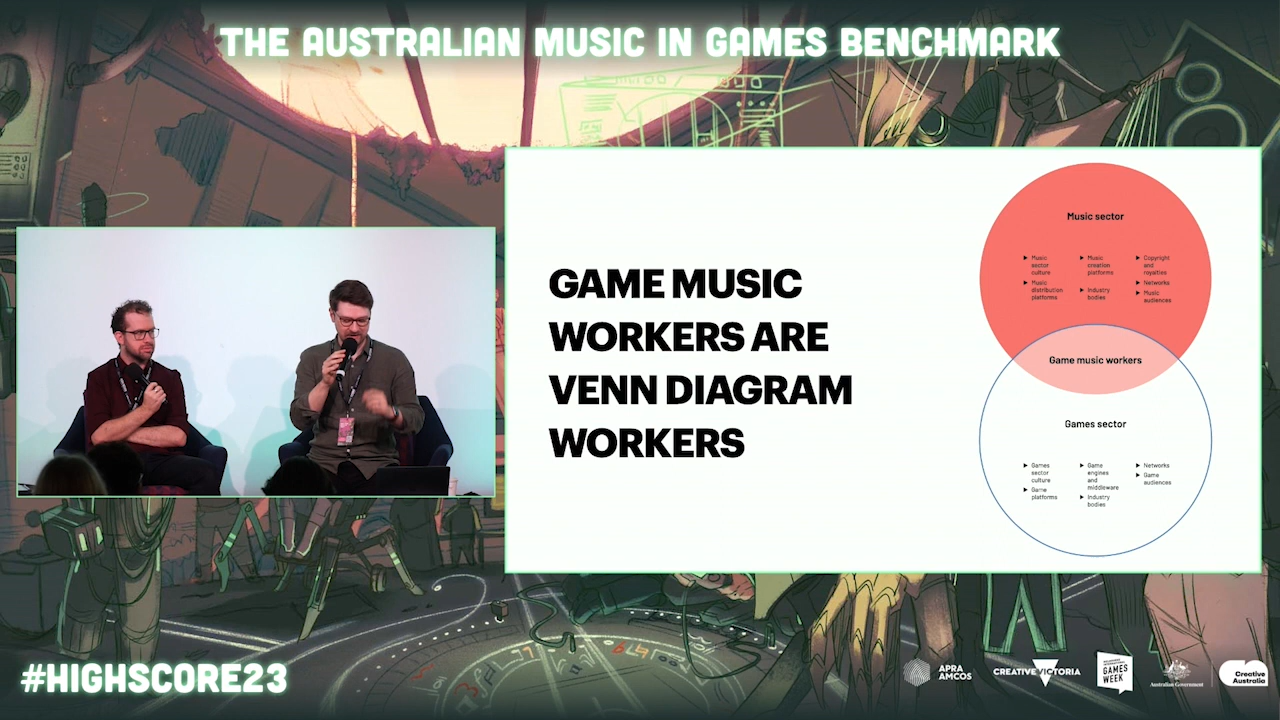 THE AUSTRALIAN MUSIC IN GAMES BENCHMARK
GAME MUSIC
WORKERS ARE
VENN DIAGRAM
WORKERS
Music sector
Music
sector
culture
Music
distribution
platforms
Music
creation
platforms
Industry
bodies
Copyright
and
royalties
Networks
Music
audiences
Game music workers
Games sector
Games
sector
culture
Game
platforms
Game
engines
and
middleware
Industry
bodies
Networks
Game
audiences
#HIGHSCORE23
APRA
AMCOS
CREATIVE VICTORIA
GAMES
WEEK
Australian Government
Creative
Australia